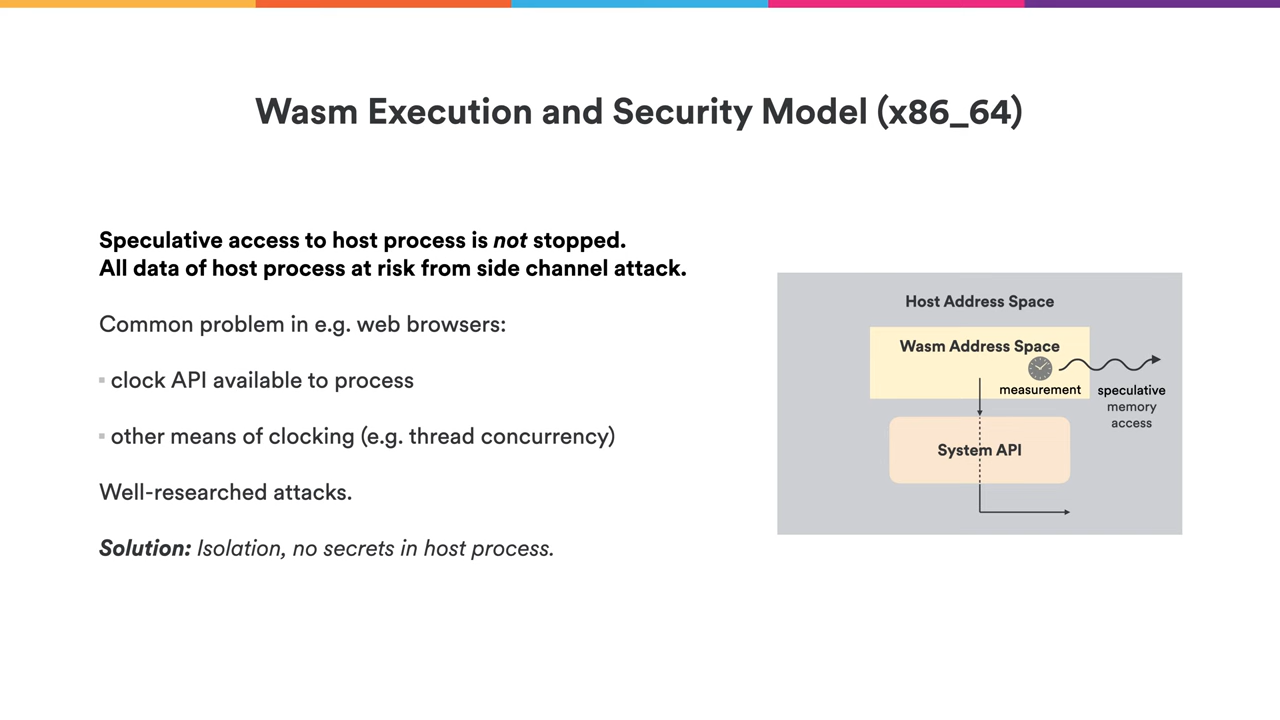 Wasm Execution and Security Model (x86_64)
Speculative access to host process is not stopped.
All data of host process at risk from side channel attack.
Common problem in e.g. web browsers:
▪ clock API available to process
▪ other means of clocking (e.g. thread concurrency)
Well-researched attacks.
Solution: Isolation, no secrets in host process.
Host Address Space
Wasm Address Space
measurement
speculative
memory
access
System API